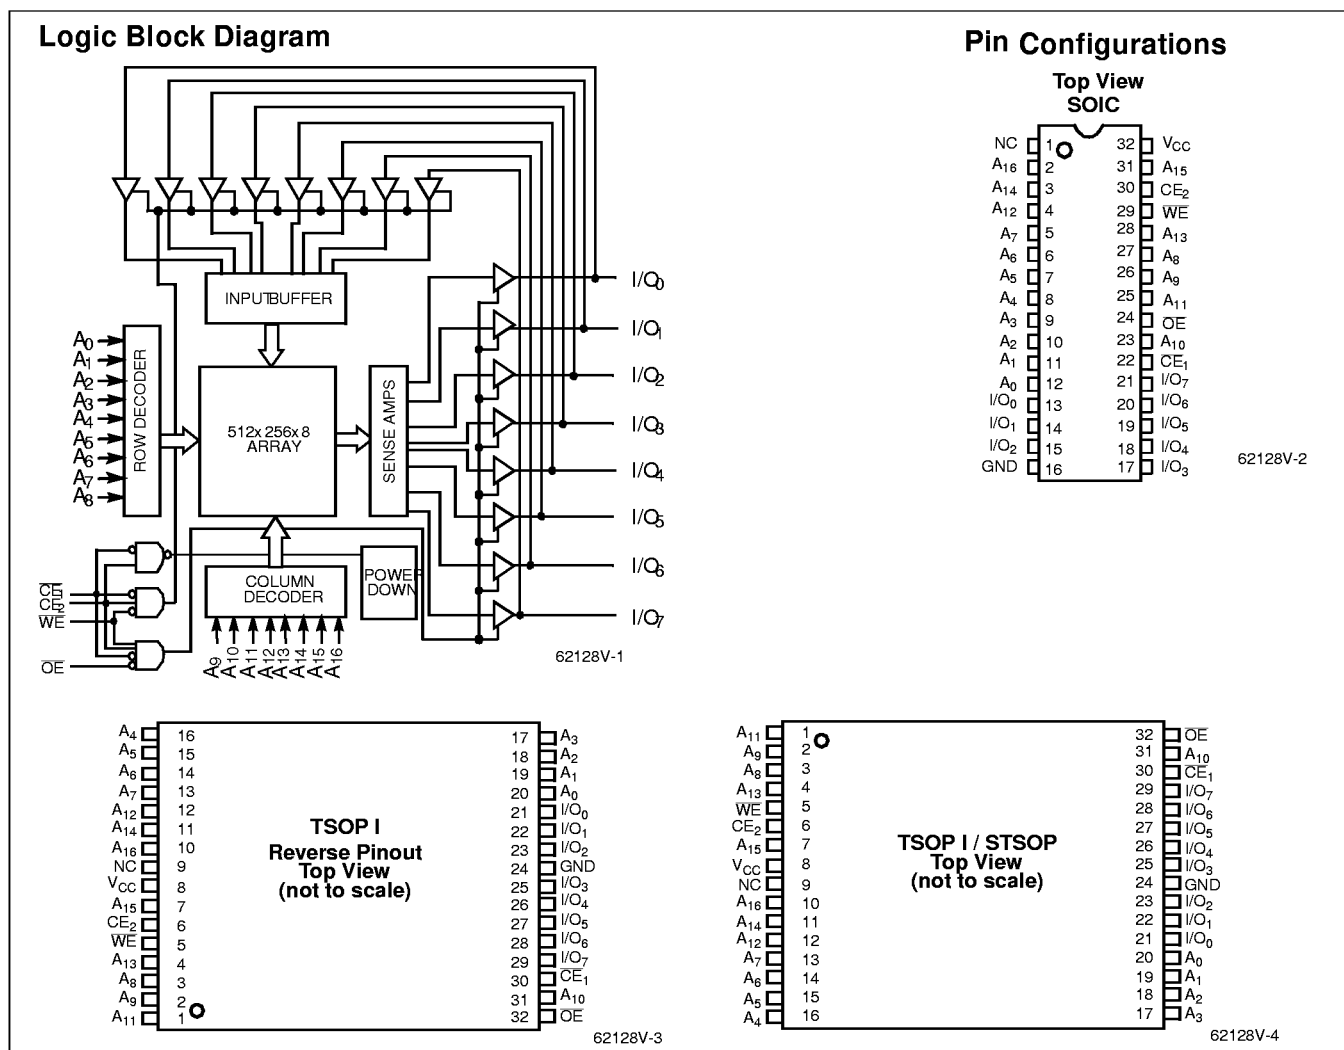 Logic Block Diagram
INPUTBUFFER
A0
A1
A2
A3
A4
A5
A6
A7
A8
ROW DECODER
512x 256x 8
ARRAY
SENSE AMPS
I/O0
I/O1
I/O2
I/O3
I/O4
I/O5
I/O6
I/O7
COLUMN
DECODER
POWER
DOWN
CE1
CE2
WE
OE
A9
A10
A11
A12
A13
A14
A15
A16
62128V-1
Pin Configurations
Top View
SOIC
NC 1 32 VCC
A16 2 31 A15
A14 3 30 CE2
A12 4 29 WE
A7 5 28 A13
A6 6 27 A8
A5 7 26 A9
A4 8 25 A11
A3 9 24 OE
A2 10 23 A10
A1 11 22 CE1
A0 12 21 I/O7
I/O0 13 20 I/O6
I/O1 14 19 I/O5
I/O2 15 18 I/O4
GND 16 17 I/O3
62128V-2
A4 16 17 A3
A5 15 18 A2
A6 14 19 A1
A7 13 20 A0
A12 12 21 I/O0
A14 11 22 I/O1
A16 10 23 I/O2
NC 9 24 GND
VCC 8 25 I/O3
A15 7 26 I/O4
CE2 6 27 I/O5
WE 5 28 I/O6
A13 4 29 I/O7
A8 3 30 CE1
A9 2 31 A10
A11 1 32 OE
TSOP I
Reverse Pinout
Top View
(not to scale)
62128V-3
A11 1 32 OE
A9 2 31 A10
A8 3 30 CE1
A13 4 29 I/O7
WE 5 28 I/O6
CE2 6 27 I/O5
A15 7 26 I/O4
VCC 8 25 I/O3
NC 9 24 GND
A16 10 23 I/O2
A14 11 22 I/O1
A12 12 21 I/O0
A7 13 20 A0
A6 14 19 A1
A5 15 18 A2
A4 16 17 A3
TSOP I / STSOP
Top View
(not to scale)
62128V-4